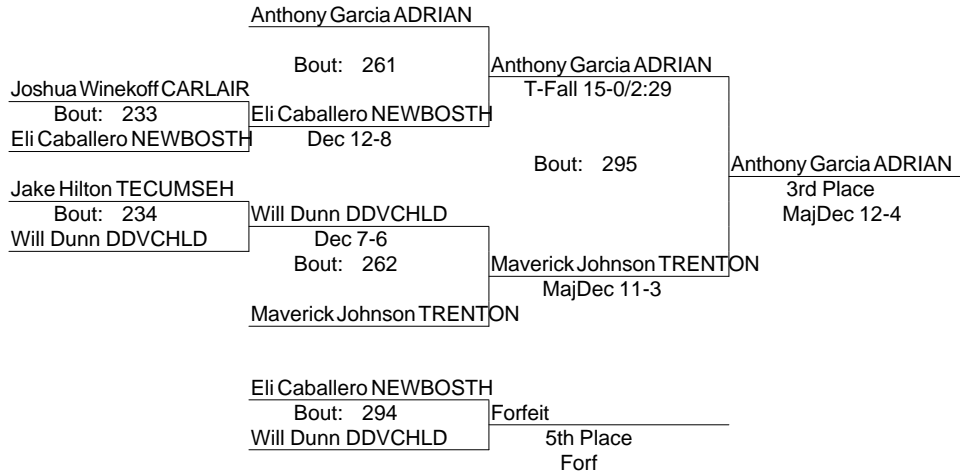 Anthony Garcia ADRIAN
Bout: 261
Anthony Garcia ADRIAN
Joshua Winekoff CARLAIR
T-Fall 15-0/2:29
Bout: 233
Eli Caballero NEWBOSTH
Eli Caballero NEWBOSTH
Dec 12-8
Bout: 295
Anthony Garcia ADRIAN
Jake Hilton TECUMSEH
3rd Place
Bout: 234
Will Dunn DDVCHLD
MajDec 12-4
Will Dunn DDVCHLD
Dec 7-6
Bout: 262
Maverick Johnson TRENTON
MajDec 11-3
Maverick Johnson TRENTON
Eli Caballero NEWBOSTH
Bout: 294
Forfeit
Will Dunn DDVCHLD
5th Place
Forf